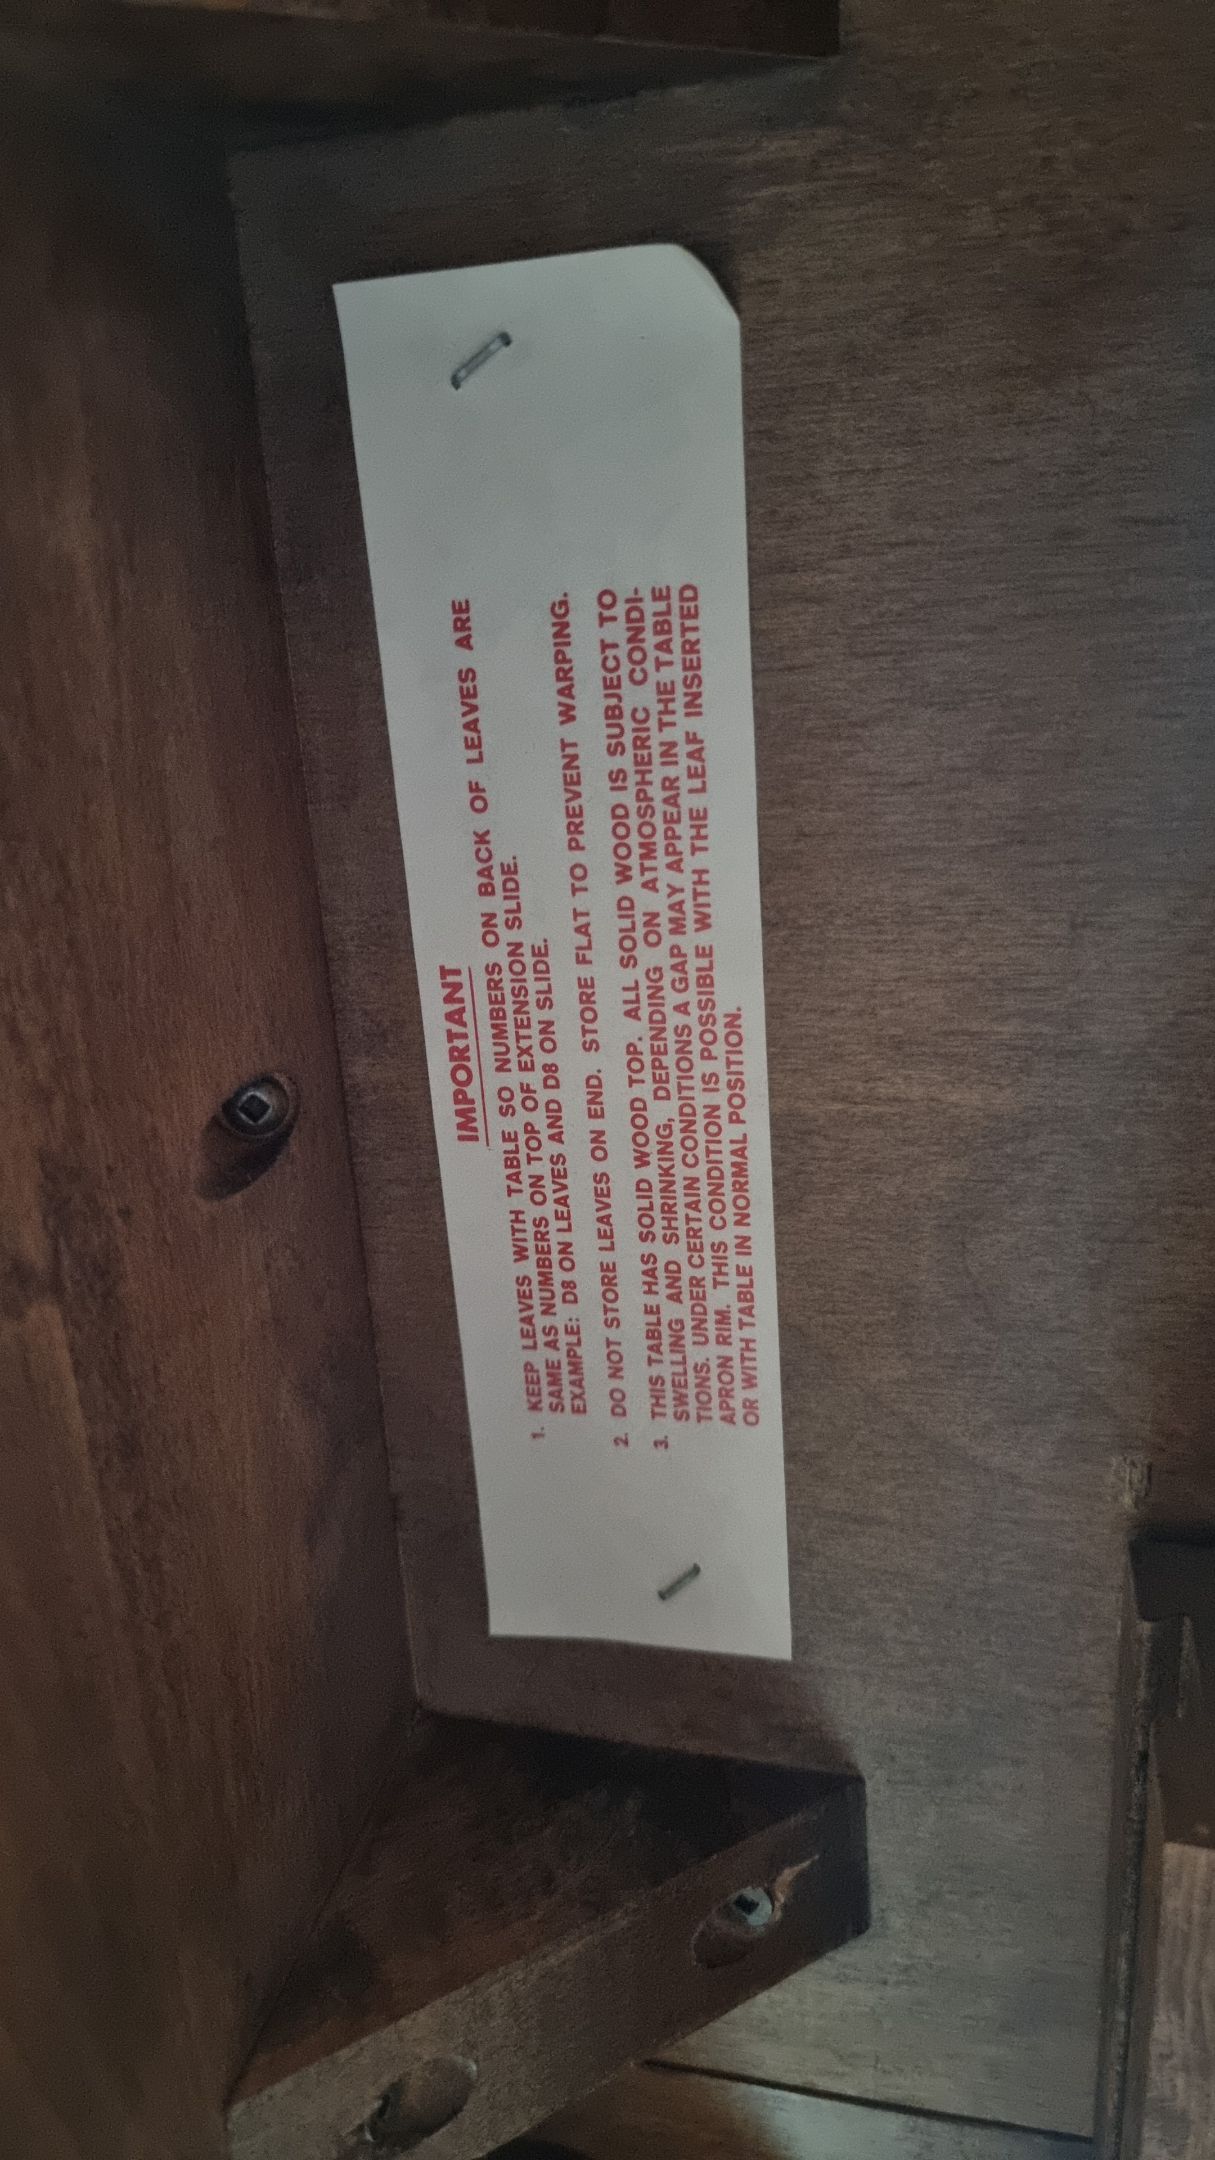 IMPORTANT
1. KEEP LEAVES WITH TABLE SO NUMBERS ON BACK OF LEAVES ARE
SAME AS NUMBERS ON TOP OF EXTENSION SLIDE.
EXAMPLE: D8 ON LEAVES AND D8 ON SLIDE.
2. DO NOT STORE LEAVES ON END. STORE FLAT TO PREVENT WARPING.
3. THIS TABLE HAS SOLID WOOD TOP. ALL SOLID WOOD IS SUBJECT TO
SWELLING AND SHRINKING, DEPENDING ON ATMOSPHERIC CONDI-
TIONS. UNDER CERTAIN CONDITIONS A GAP MAY APPEAR IN THE TABLE
APRON RIM. THIS CONDITION IS POSSIBLE WITH THE LEAF INSERTED
OR WITH TABLE IN NORMAL POSITION.